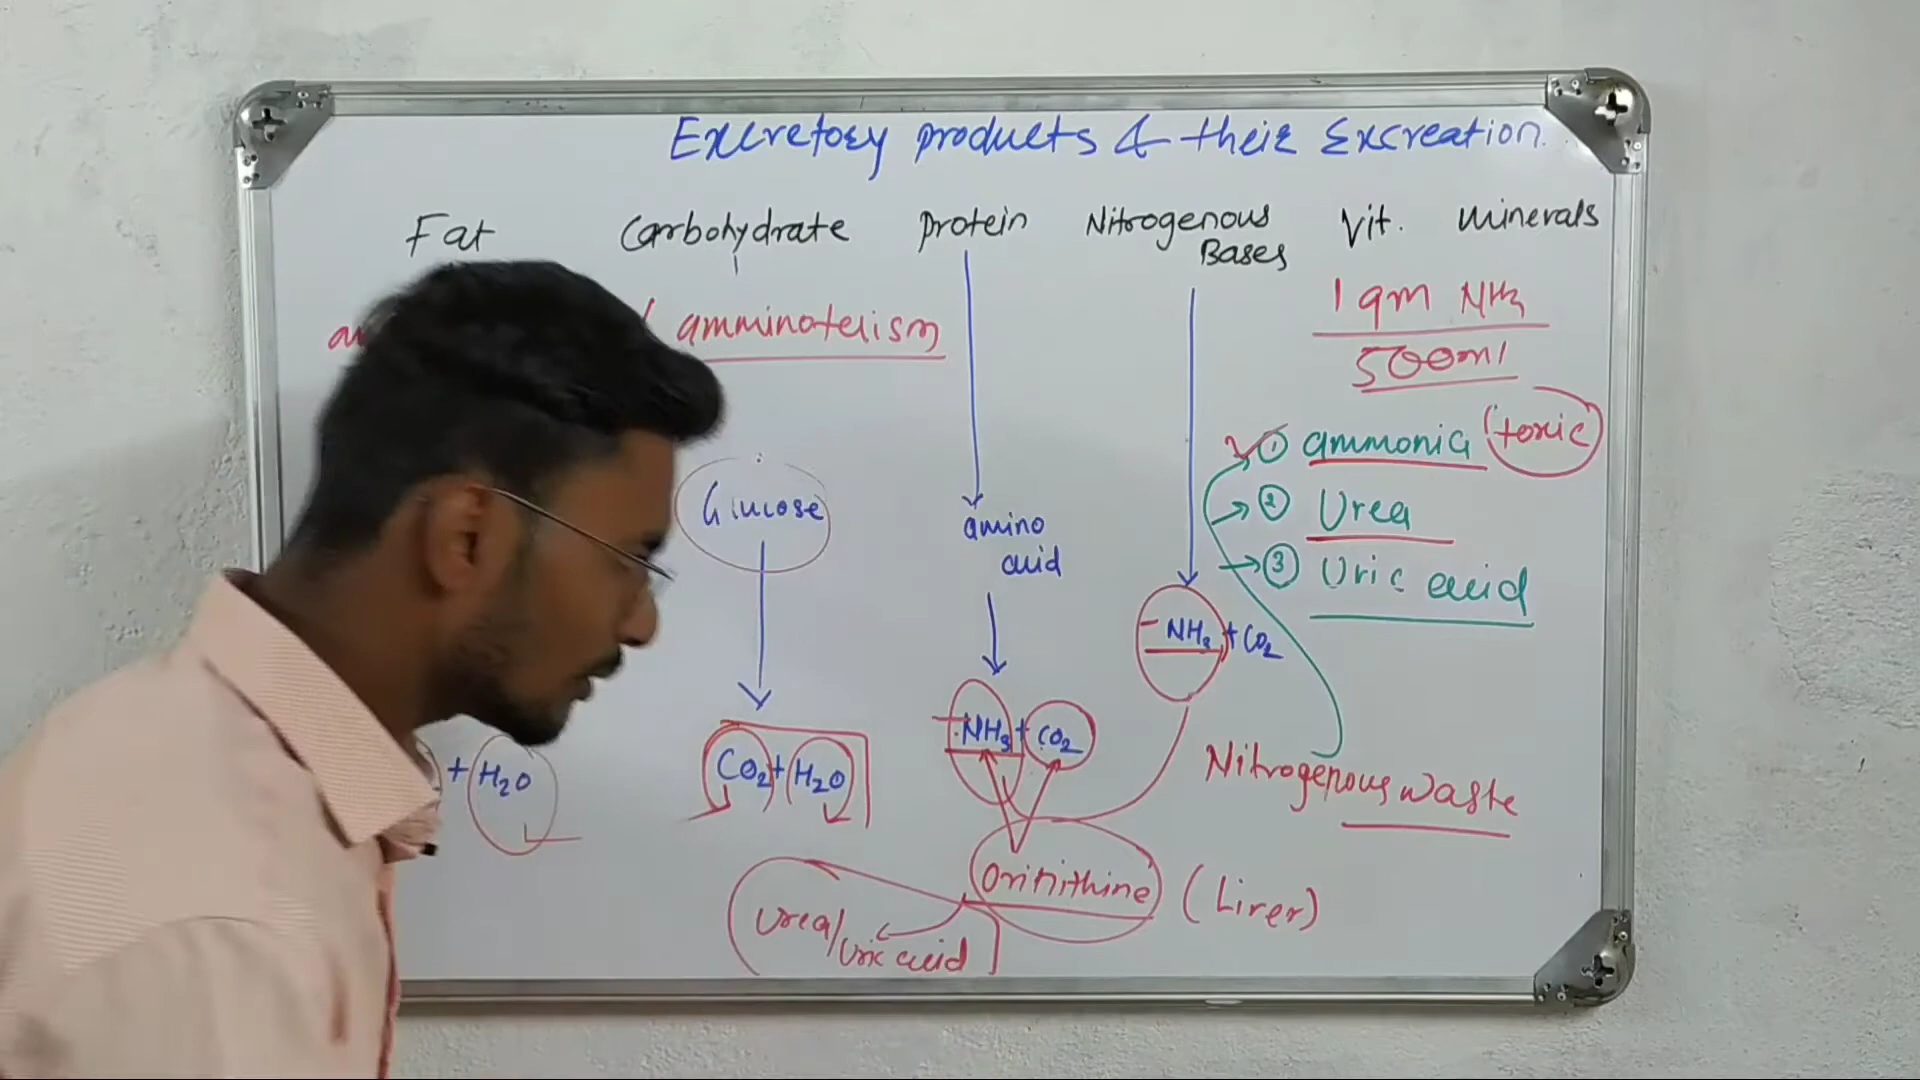 Excretory products & their Excreation.
Fat Carbohydrate Protein Nitrogenous Bases Vit. Minerals
amminotelism
1 gm NH3
500ml
① ammonia (toxic)
② Urea
③ Uric acid
Glucose
amino
acid
NH3 + CO2
+ H2O
CO2 + H2O
NH3 + CO2
Nitrogenous waste
Orinithine (Liver)
Urea/
Uric acid